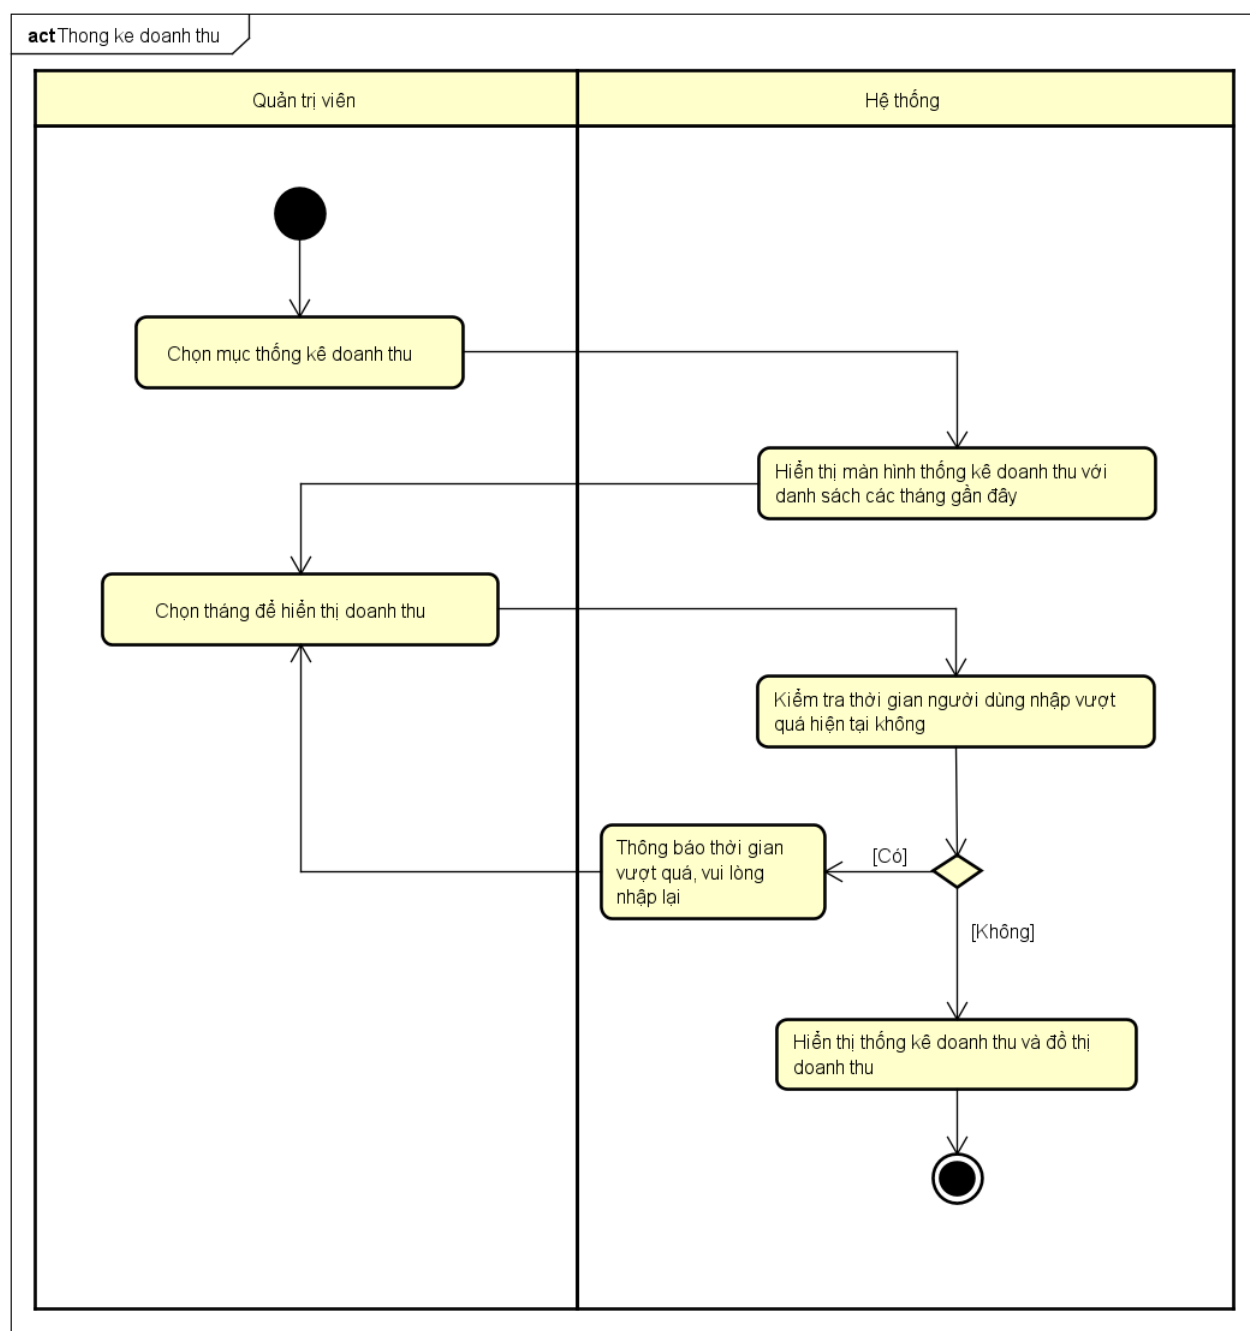 act Thong ke doanh thu
Quản trị viên
Hệ thống
Chọn mục thống kê doanh thu
Hiển thị màn hình thống kê doanh thu với
danh sách các tháng gần đây
Chọn tháng để hiển thị doanh thu
Kiểm tra thời gian người dùng nhập vượt
quá hiện tại không
Thông báo thời gian
vượt quá, vui lòng
nhập lại
[Có]
[Không]
Hiển thị thống kê doanh thu và đồ thị
doanh thu